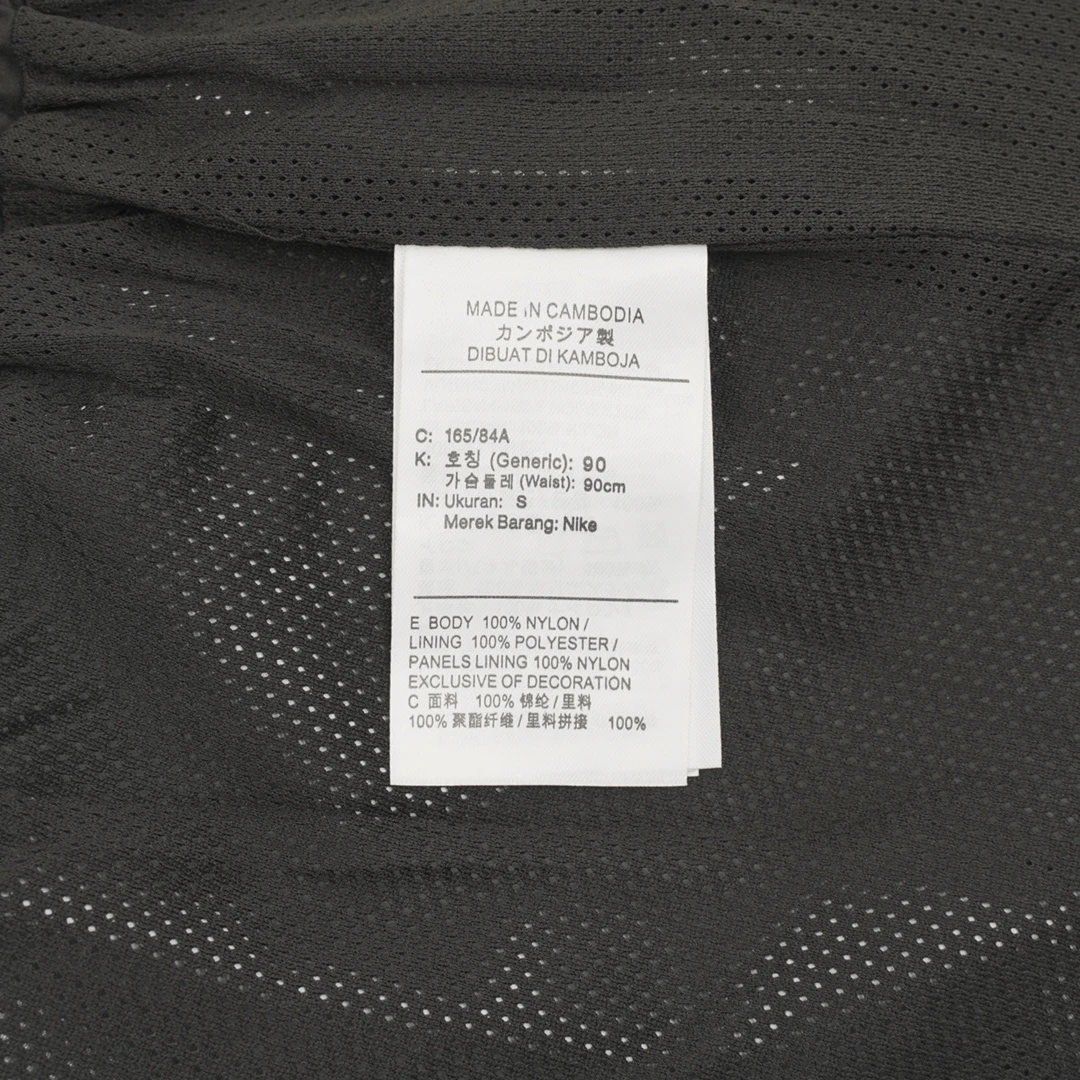 MADE IN CAMBODIA
カンボジア製
DIBUAT DI KAMBOJA
C: 165/84A
K: 호칭 (Generic): 90
가슴둘레 (Waist): 90cm
IN: Ukuran: S
Merek Barang: Nike
E BODY 100% NYLON /
LINING 100% POLYESTER /
PANELS LINING 100% NYLON
EXCLUSIVE OF DECORATION
C 面料 100% 锦纶 / 里料
100% 聚酯纤维 / 里料拼接 100%